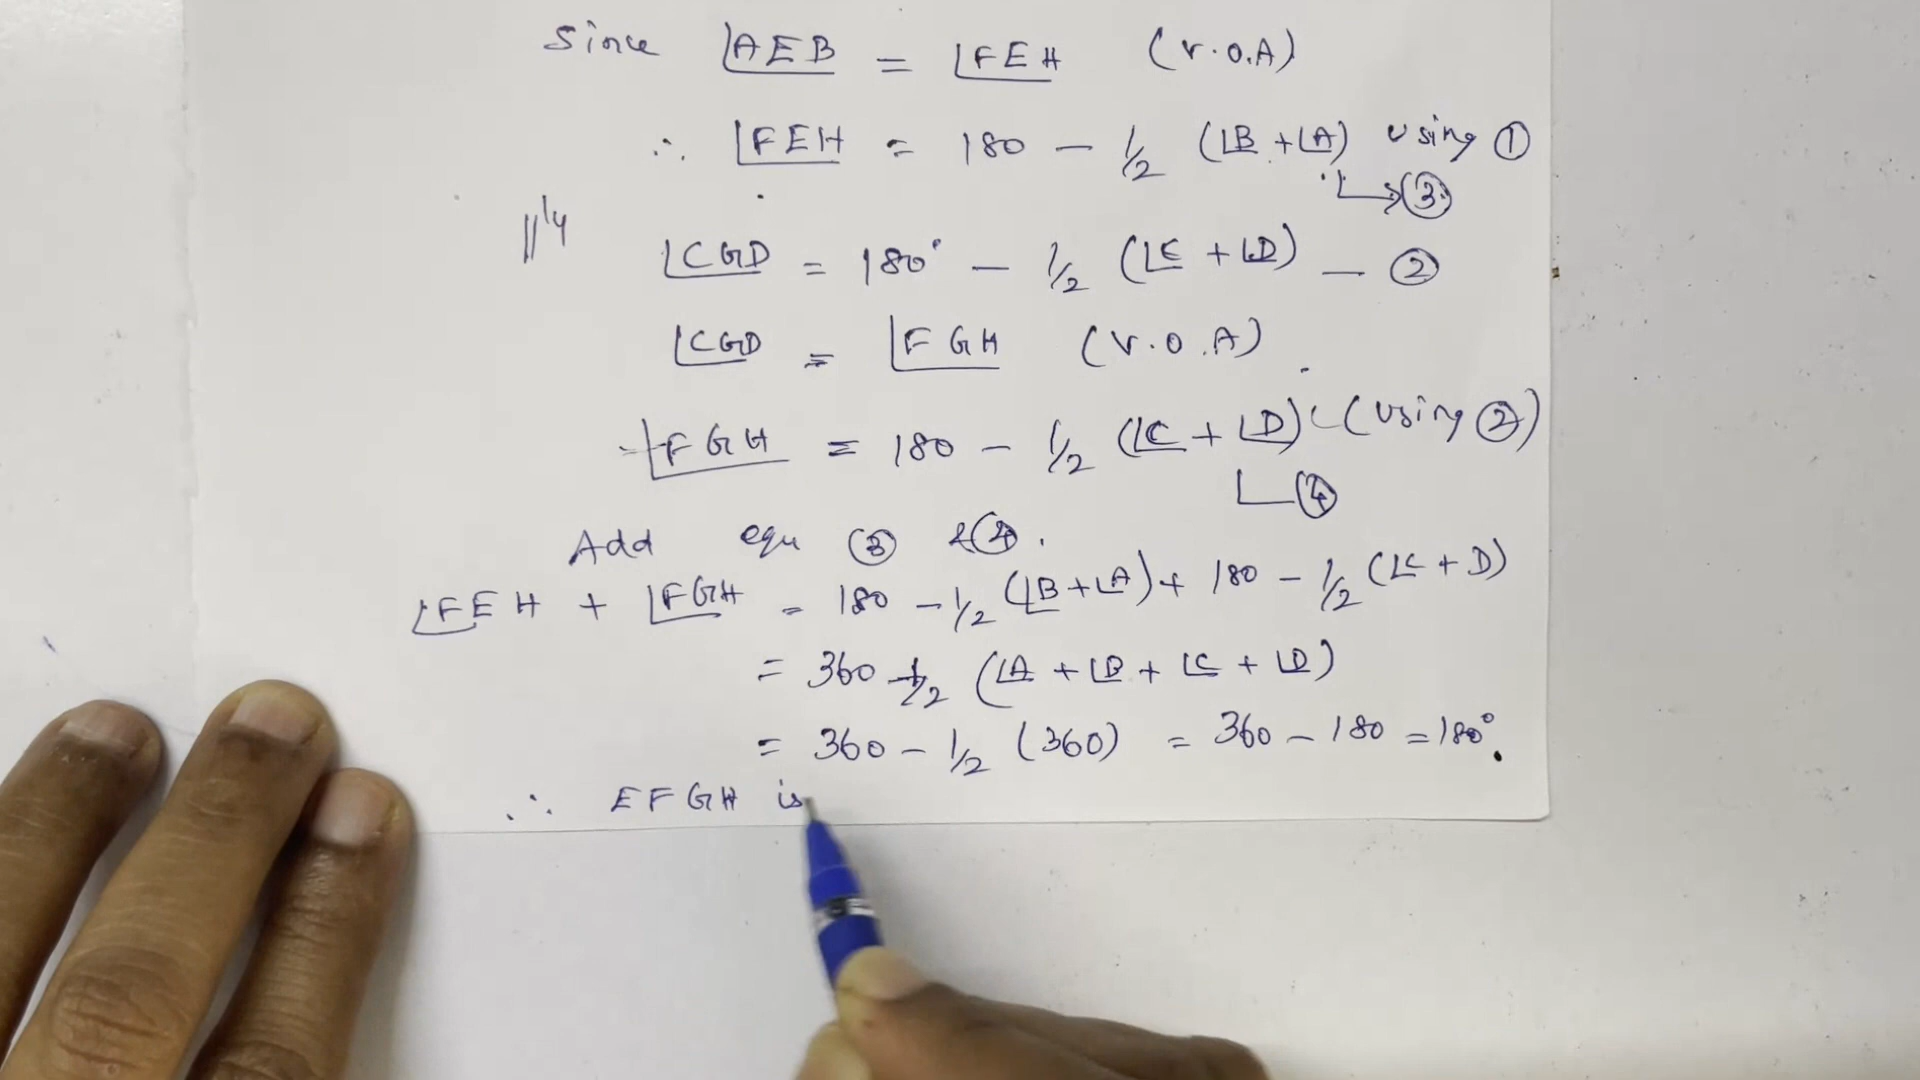 Since ∠AEB = ∠FEH (V.O.A)
∴ ∠FEH = 180 - 1/2 (∠B + ∠A) using ①
→ ③
||ly
∠CGD = 180° - 1/2 (∠C + ∠D) - ②
∠CGD = ∠FGH (V.O.A)
∠FGH = 180 - 1/2 (∠C + ∠D) (using ②)
④
Add equ ③ & ④.
∠FEH + ∠FGH = 180 - 1/2 (∠B + ∠A) + 180 - 1/2 (∠C + D)
= 360 - 1/2 (∠A + ∠B + ∠C + ∠D)
= 360 - 1/2 (360) = 360 - 180 = 180°.
∴ EFGH is